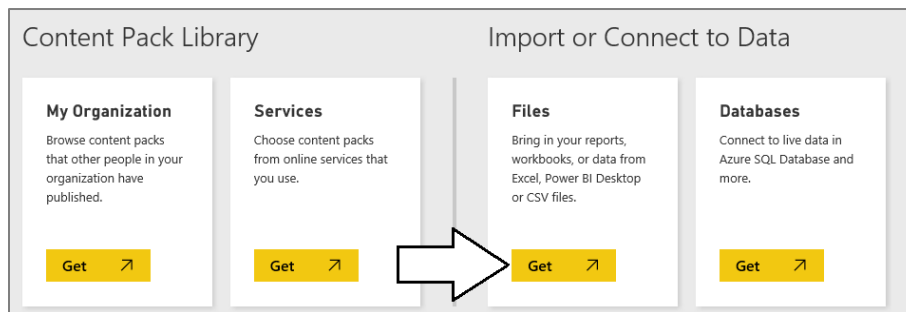 Content Pack Library
Import or Connect to Data
My Organization
Browse content packs
that other people in your
organization have
published.
Get
Services
Choose content packs
from online services that
you use.
Get
Files
Bring in your reports,
workbooks, or data from
Excel, Power BI Desktop
or CSV files.
Get
Databases
Connect to live data in
Azure SQL Database and
more.
Get